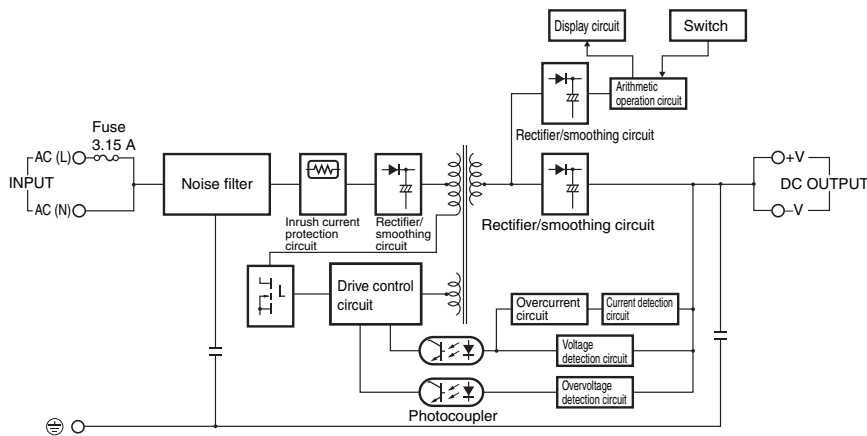 Display circuit
Switch
Arithmetic
operation circuit
Rectifier/smoothing circuit
Fuse
3.15 A
AC (L)
INPUT
AC (N)
Noise filter
Inrush current
protection
circuit
Rectifier/
smoothing
circuit
Rectifier/smoothing circuit
+V
DC OUTPUT
−V
Drive control
circuit
Overcurrent
circuit
Current detection
circuit
Voltage
detection circuit
Overvoltage
detection circuit
Photocoupler